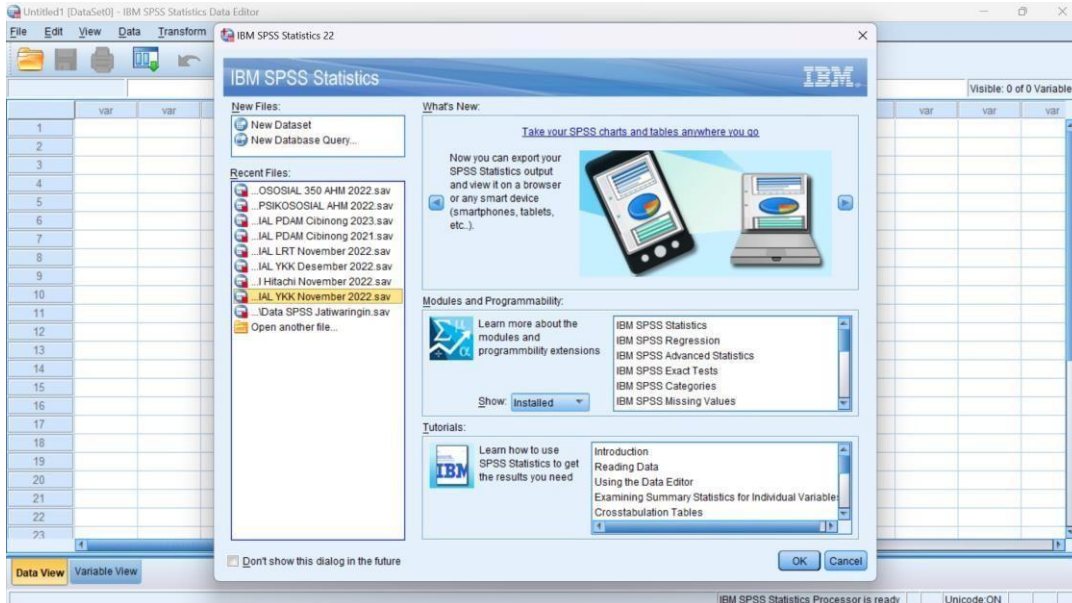 Untitled1 [DataSet0] - IBM SPSS Statistics Data Editor
File Edit View Data Transform
IBM SPSS Statistics 22
IBM SPSS Statistics
IBM.
Visible: 0 of 0 Variable
var var var var var
1
2
3
4
5
6
7
8
9
10
11
12
13
14
15
16
17
18
19
20
21
22
23
New Files:
New Dataset
New Database Query...
Recent Files:
...OSOSIAL 350 AHM 2022.sav
...PSIKOSOSIAL AHM 2022.sav
...IAL PDAM Cibinong 2023.sav
...IAL PDAM Cibinong 2021.sav
...IAL LRT November 2022.sav
...IAL YKK Desember 2022.sav
...I Hitachi November 2022.sav
...IAL YKK November 2022.sav
...\Data SPSS Jatiwaringin.sav
Open another file...
What's New:
Take your SPSS charts and tables anywhere you go
Now you can export your
SPSS Statistics output
and view it on a browser
or any smart device
(smartphones, tablets,
etc..).
Modules and Programmability:
Learn more about the
modules and
programmbility extensions
Show: Installed
IBM SPSS Statistics
IBM SPSS Regression
IBM SPSS Advanced Statistics
IBM SPSS Exact Tests
IBM SPSS Categories
IBM SPSS Missing Values
Tutorials:
IBM
Learn how to use
SPSS Statistics to get
the results you need
Introduction
Reading Data
Using the Data Editor
Examining Summary Statistics for Individual Variable
Crosstabulation Tables
Don't show this dialog in the future
OK Cancel
Data View Variable View
IBM SPSS Statistics Processor is ready Unicode:ON